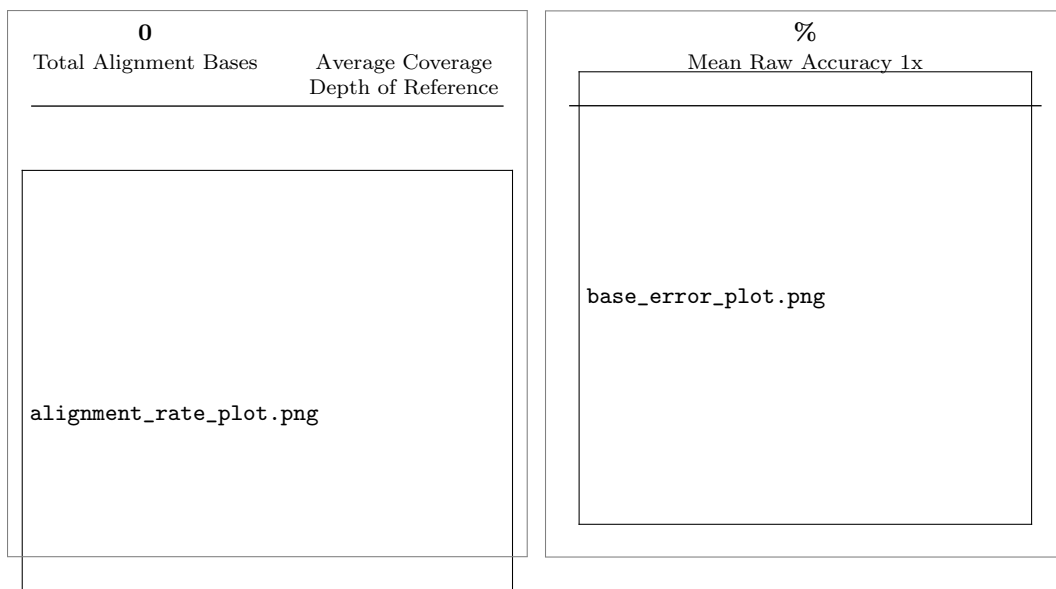 0
Total Alignment Bases
Average Coverage
Depth of Reference
alignment_rate_plot.png
%
Mean Raw Accuracy 1x
base_error_plot.png